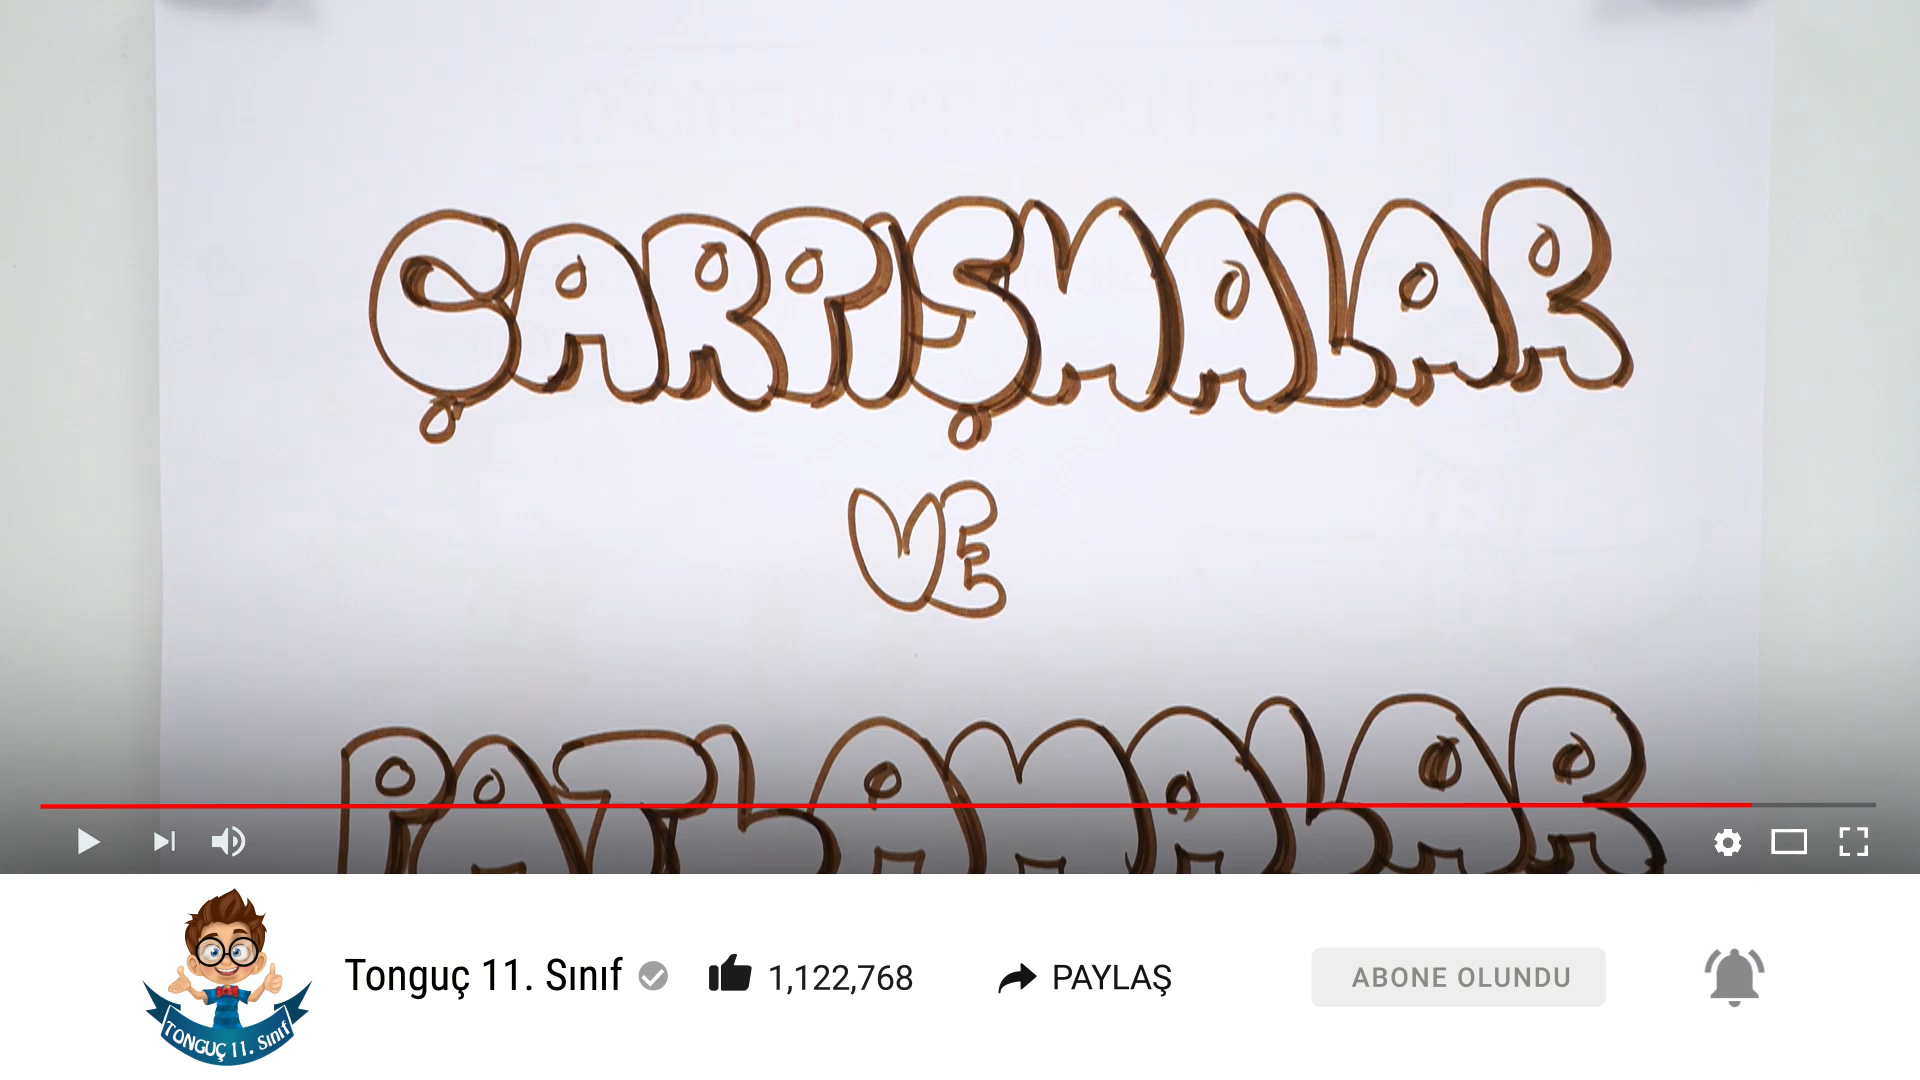 ÇARPIŞMALAR
VE
PATLAMALAR
Tonguç 11. Sınıf
1,122,768
PAYLAŞ
ABONE OLUNDU
TONGUÇ 11. Sınıf